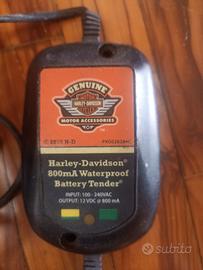 GENUINE
HARLEY-DAVIDSON
MOTOR ACCESSORIES
Harley-Davidson®
800mA Waterproof
Battery Tender®
INPUT: 100 - 240VAC
OUTPUT: 12 VDC @ 800 mA
subito